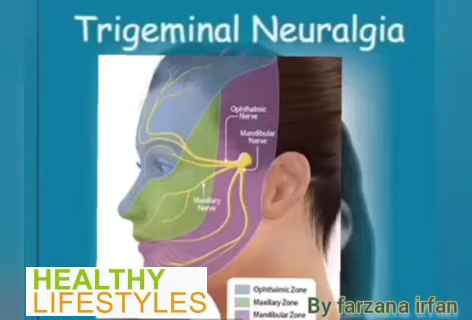 Trigeminal Neuralgia
Ophthalmic
Nerve
Mandibular
Nerve
Maxillary
Nerve
Ophthalmic Zone
Maxillary Zone
Mandibular Zone
HEALTHY
LIFESTYLES
By farzana irfan